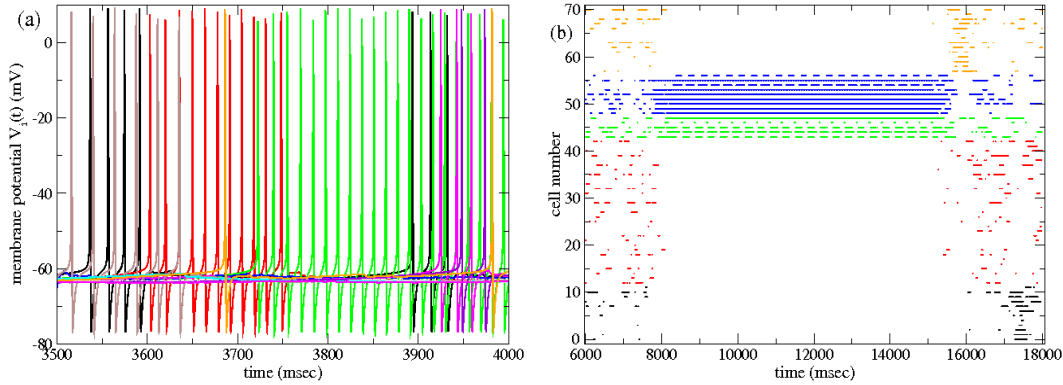 (a)
0
-20
-40
-60
-80
membrane potential V_i(t) (mV)
3500 3600 3700 3800 3900 4000
time (msec)
(b)
70
60
50
40
30
20
10
0
cell number
6000 8000 10000 12000 14000 16000 18000
time (msec)